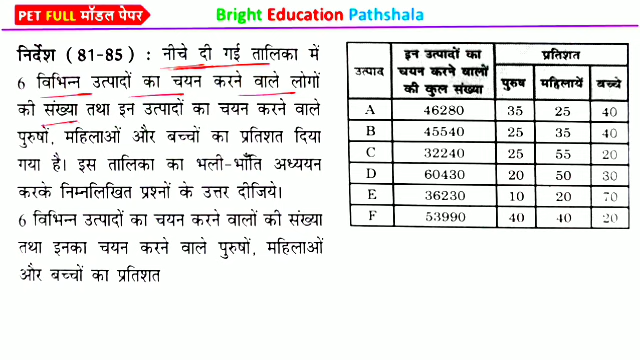 PET FULL मॉडल पेपर
Bright Education Pathshala
निर्देश (81-85) : नीचे दी गई तालिका में
6 विभिन्न उत्पादों का चयन करने वाले लोगों
की संख्या तथा इन उत्पादों का चयन करने वाले
पुरुषों, महिलाओं और बच्चों का प्रतिशत दिया
गया है। इस तालिका का भली-भाँति अध्ययन
करके निम्नलिखित प्रश्नों के उत्तर दीजिये।
6 विभिन्न उत्पादों का चयन करने वालों की संख्या
तथा इनका चयन करने वाले पुरुषों, महिलाओं
और बच्चों का प्रतिशत
उत्पाद
इन उत्पादों का
चयन करने वालों
की कुल संख्या
प्रतिशत
पुरुष महिलायें बच्चे
A 46280 35 25 40
B 45540 25 35 40
C 32240 25 55 20
D 60430 20 50 30
E 36230 10 20 70
F 53990 40 40 20